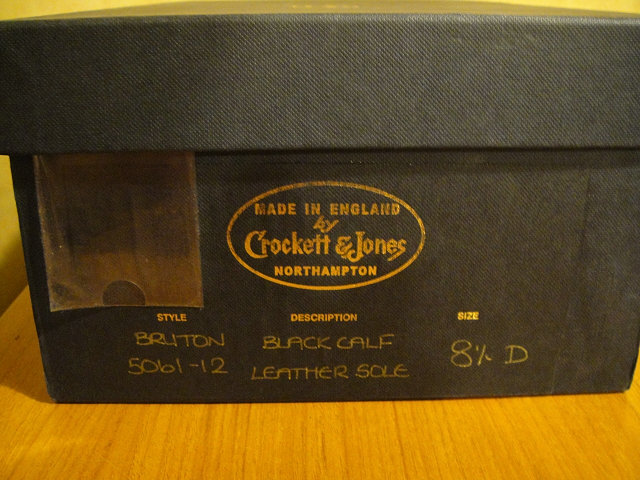 MADE IN ENGLAND
by
Crockett & Jones
NORTHAMPTON
STYLE DESCRIPTION SIZE
BRUTON BLACK CALF 8½ D
5061-12 LEATHER SOLE